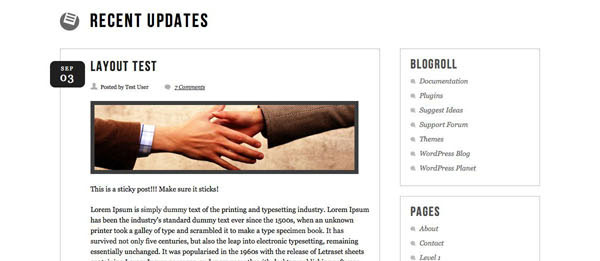 RECENT UPDATES
SEP
03
LAYOUT TEST
Posted by Test User
7 Comments
This is a sticky post!!! Make sure it sticks!
Lorem Ipsum is simply dummy text of the printing and typesetting industry. Lorem Ipsum
has been the industry's standard dummy text ever since the 1500s, when an unknown
printer took a galley of type and scrambled it to make a type specimen book. It has
survived not only five centuries, but also the leap into electronic typesetting, remaining
essentially unchanged. It was popularised in the 1960s with the release of Letraset sheets
BLOGROLL
Documentation
Plugins
Suggest Ideas
Support Forum
Themes
WordPress Blog
WordPress Planet
PAGES
About
Contact
Level 1